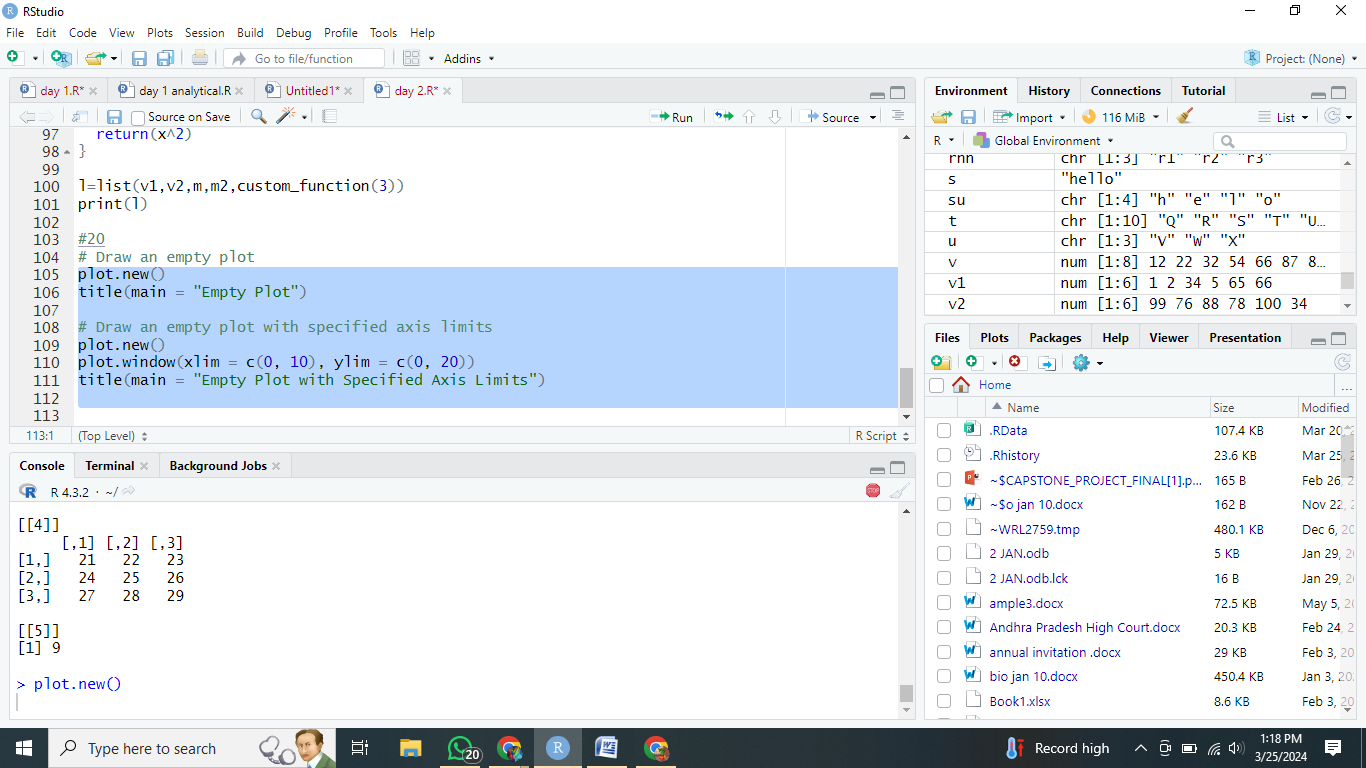 RStudio
File Edit Code View Plots Session Build Debug Profile Tools Help
Go to file/function Addins Project: (None)
day 1.R* day 1 analytical.R Untitled1* day 2.R*
Source on Save Run Source
97 return(x^2)
98 }
99
100 l=list(v1,v2,m,m2,custom_function(3))
101 print(l)
102
103 #20
104 # Draw an empty plot
105 plot.new()
106 title(main = "Empty Plot")
107
108 # Draw an empty plot with specified axis limits
109 plot.new()
110 plot.window(xlim = c(0, 10), ylim = c(0, 20))
111 title(main = "Empty Plot with Specified Axis Limits")
112
113
113:1 (Top Level) R Script
Console Terminal Background Jobs
R 4.3.2 · ~/
STOP
[[4]]
[,1] [,2] [,3]
[1,] 21 22 23
[2,] 24 25 26
[3,] 27 28 29
[[5]]
[1] 9
> plot.new()
Environment History Connections Tutorial
Import 116 MiB List
R Global Environment
rnn chr [1:3] "r1" "r2" "r3"
s "hello"
su chr [1:4] "h" "e" "l" "o"
t chr [1:10] "Q" "R" "S" "T" "U…
u chr [1:3] "V" "W" "X"
v num [1:8] 12 22 32 54 66 87 8…
v1 num [1:6] 1 2 34 5 65 66
v2 num [1:6] 99 76 88 78 100 34
Files Plots Packages Help Viewer Presentation
Home ...
Name Size Modified
.RData 107.4 KB Mar 20, 2
.Rhistory 23.6 KB Mar 25, 2
~$CAPSTONE_PROJECT_FINAL[1].p... 165 B Feb 26, 2
~$o jan 10.docx 162 B Nov 22, 2
~WRL2759.tmp 480.1 KB Dec 6, 20
2 JAN.odb 5 KB Jan 29, 2
2 JAN.odb.lck 16 B Jan 29, 2
ample3.docx 72.5 KB May 5, 20
Andhra Pradesh High Court.docx 20.3 KB Feb 24, 2
annual invitation .docx 29 KB Feb 3, 20
bio jan 10.docx 450.4 KB Jan 3, 20
Book1.xlsx 8.6 KB Feb 3, 20
Type here to search 20 Record high 1:18 PM
3/25/2024